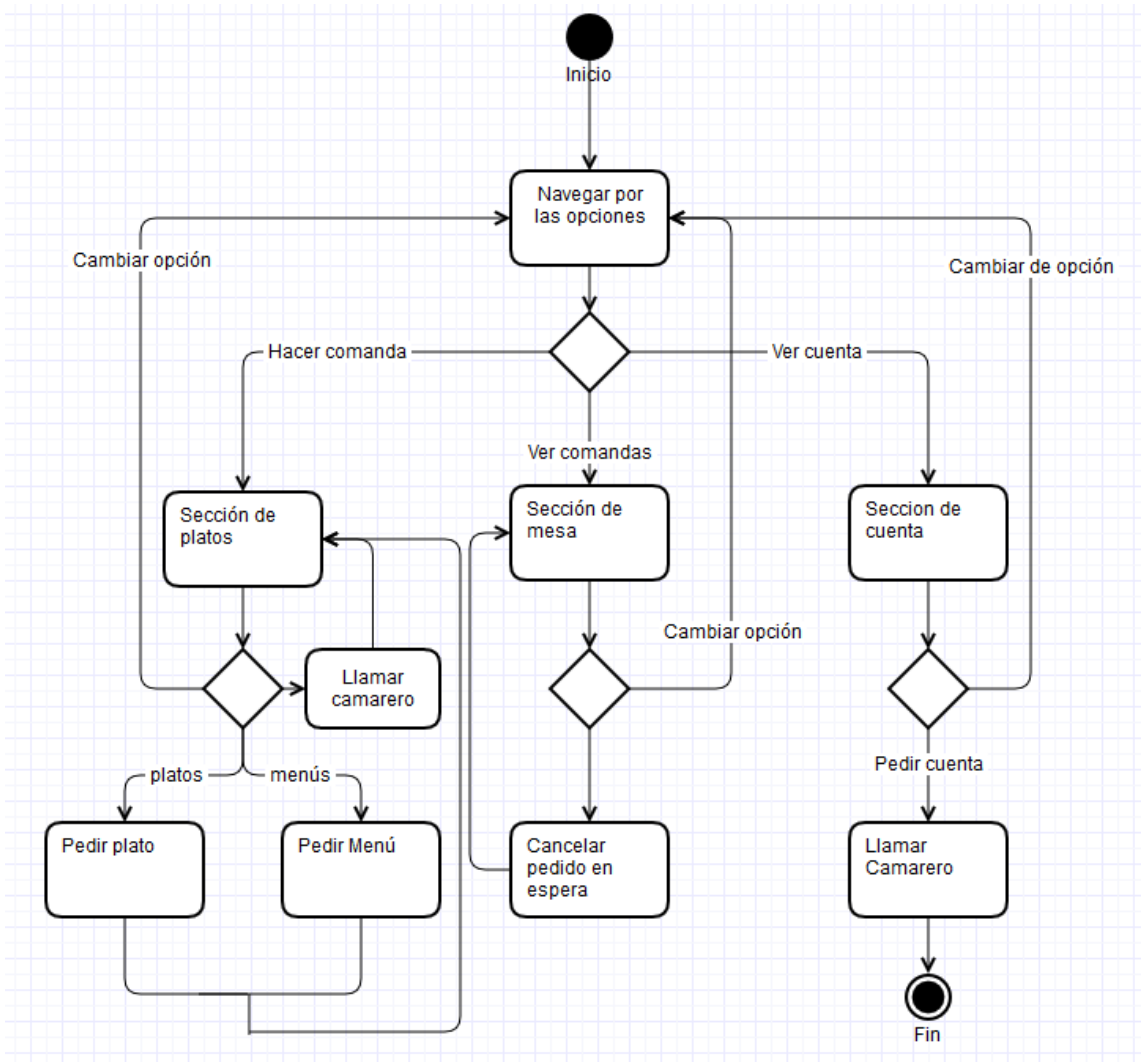 Inicio
Navegar por
las opciones
Cambiar opción
Cambiar de opción
Hacer comanda
Ver cuenta
Ver comandas
Sección de
platos
Sección de
mesa
Seccion de
cuenta
Cambiar opción
Llamar
camarero
platos
menús
Pedir cuenta
Pedir plato
Pedir Menú
Cancelar
pedido en
espera
Llamar
Camarero
Fin